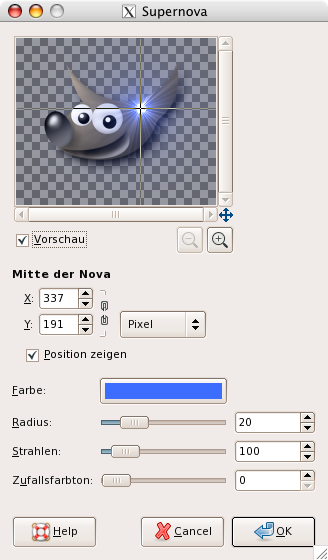 Supernova
Vorschau
Mitte der Nova
X: 337
Y: 191 Pixel
Position zeigen
Farbe:
Radius: 20
Strahlen: 100
Zufallsfarbton: 0
Help Cancel OK